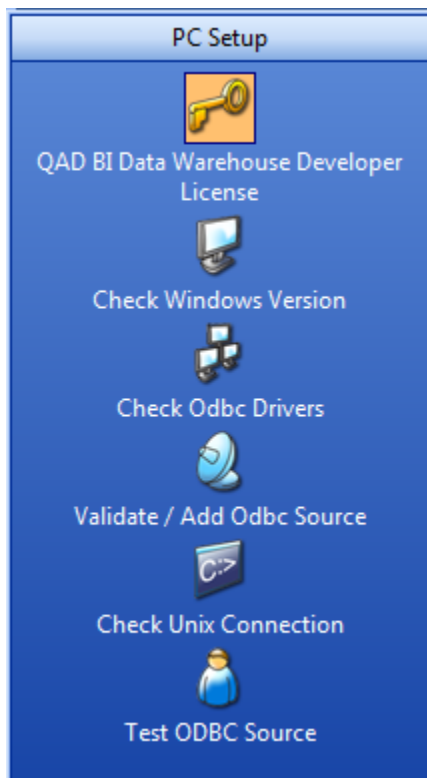 PC Setup
QAD BI Data Warehouse Developer
License
Check Windows Version
Check Odbc Drivers
Validate / Add Odbc Source
C:>
Check Unix Connection
Test ODBC Source